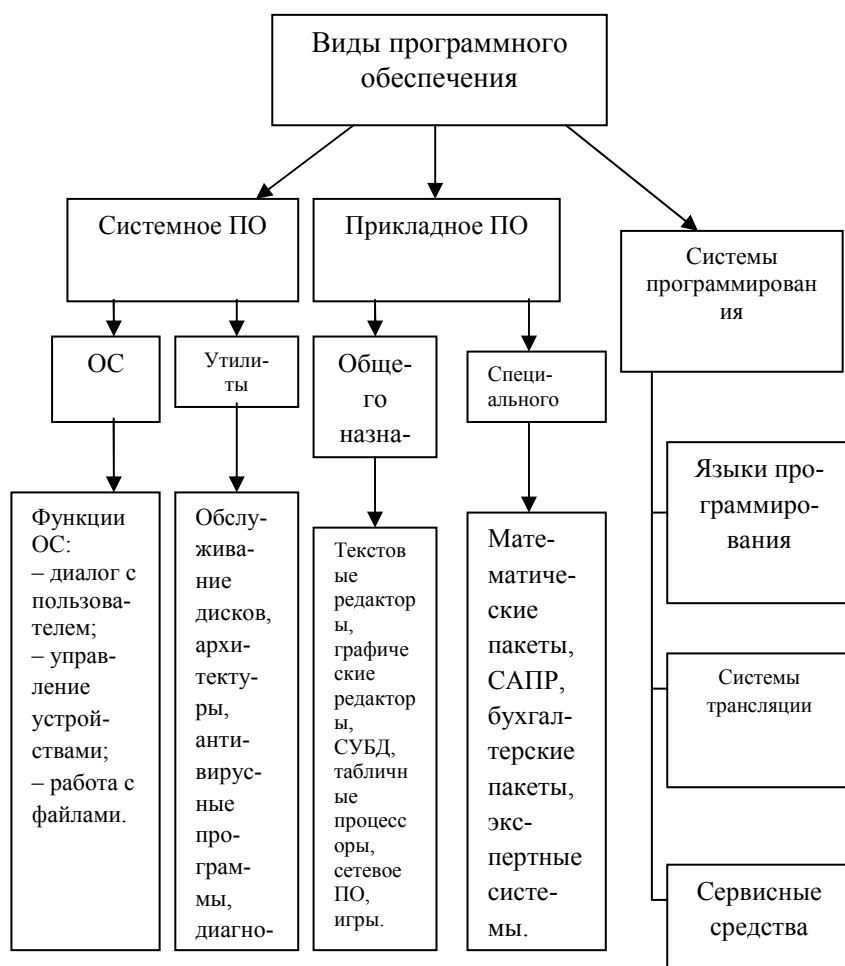 Виды программного
обеспечения
Системное ПО
Прикладное ПО
Системы
программирован
ия
ОС
Утили-
ты
Обще-
го
назна-
Специ-
ального
Функции
ОС:
– диалог с
пользова-
телем;
– управ-
ление
устрой-
ствами;
– работа с
файлами.
Обслу-
жива-
ние
дисков,
архи-
текту-
ры,
анти-
вирус-
ные
про-
грам-
мы,
диагно-
Текстов
ые
редактор
ы,
графиче
ские
редактор
ы,
СУБД,
табличн
ые
процесс
оры,
сетевое
ПО,
игры.
Мате-
матиче-
ские
пакеты,
САПР,
бухгал-
терские
пакеты,
экс-
пертные
систе-
мы.
Языки про-
граммиро-
вания
Системы
трансляции
Сервисные
средства